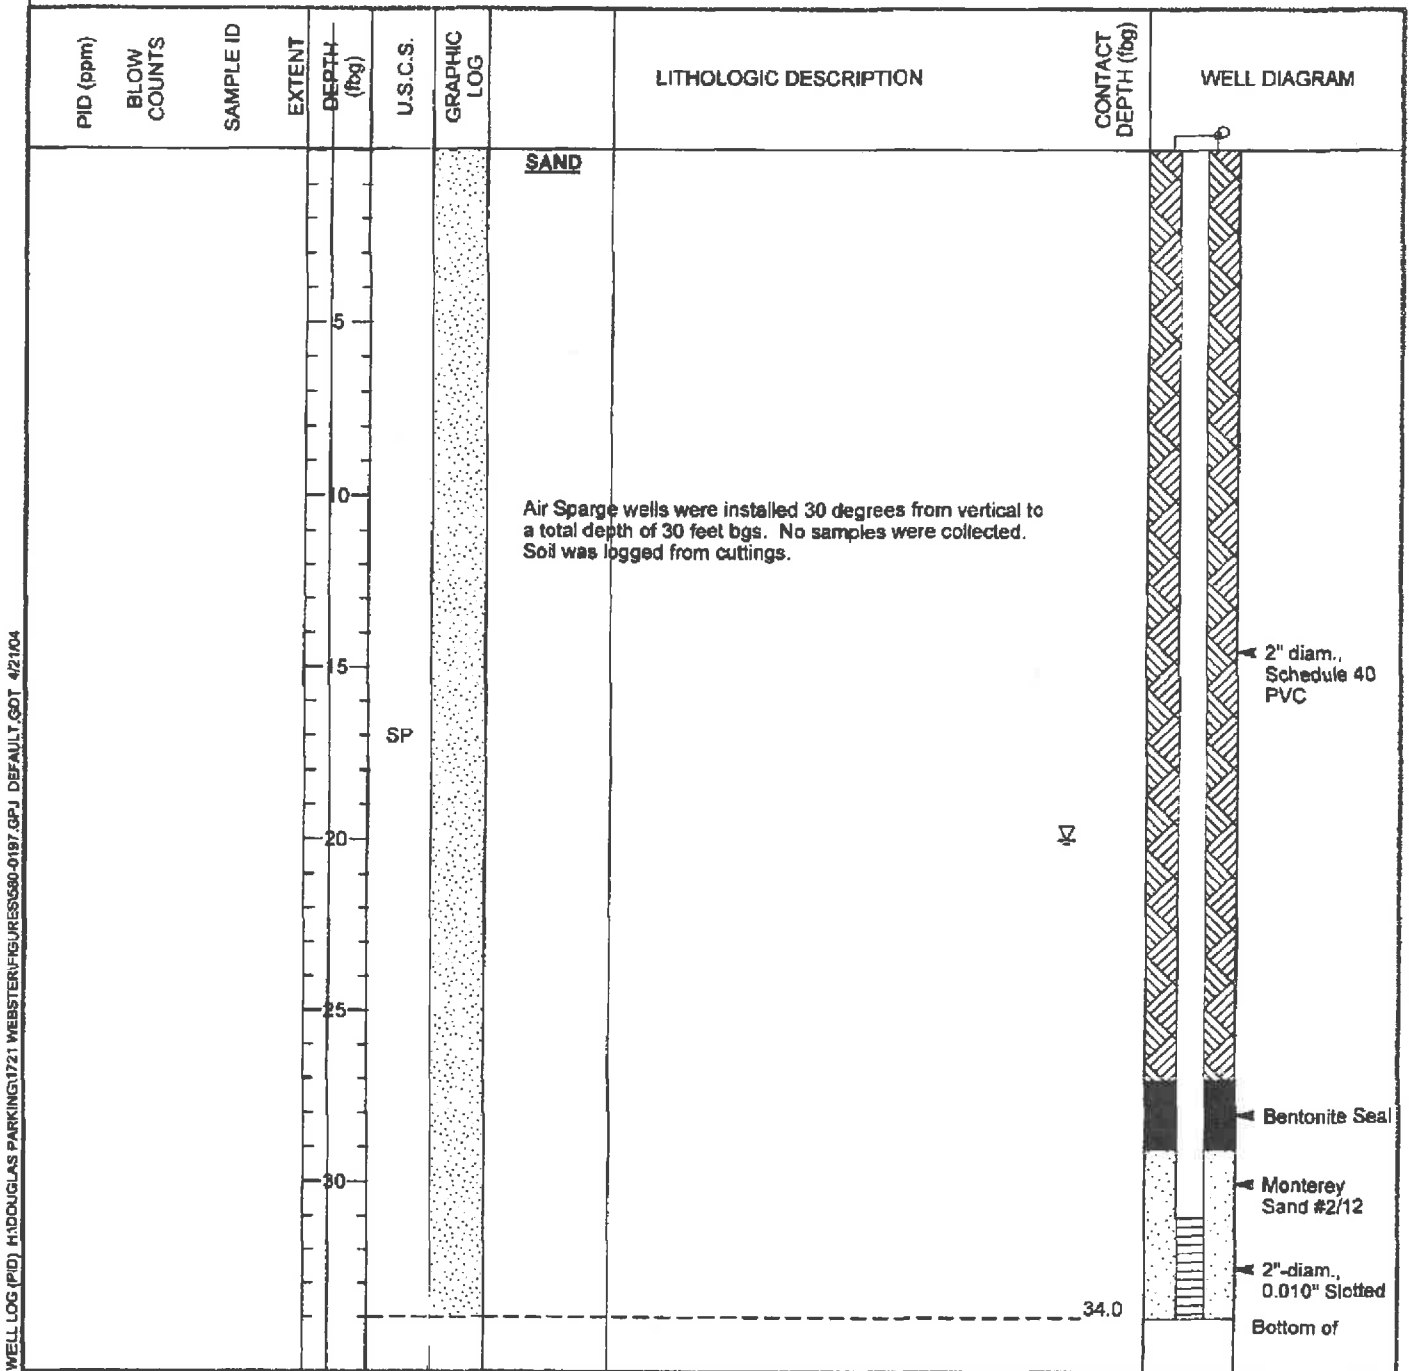 PID (ppm)
BLOW
COUNTS
SAMPLE ID
EXTENT
DEPTH
(fbg)
U.S.C.S.
GRAPHIC
LOG
LITHOLOGIC DESCRIPTION
CONTACT
DEPTH (fbg)
WELL DIAGRAM
SAND
5
10
Air Sparge wells were installed 30 degrees from vertical to
a total depth of 30 feet bgs. No samples were collected.
Soil was logged from cuttings.
15
2" diam.,
Schedule 40
PVC
SP
20
25
Bentonite Seal
30
Monterey
Sand #2/12
2"-diam.,
0.010" Slotted
34.0
Bottom of
WELL LOG (PID) H:\DOUGLAS PARKING\1721 WEBSTER\FIGURES\580-0197.GPJ DEFAULT.GDT 4/21/04